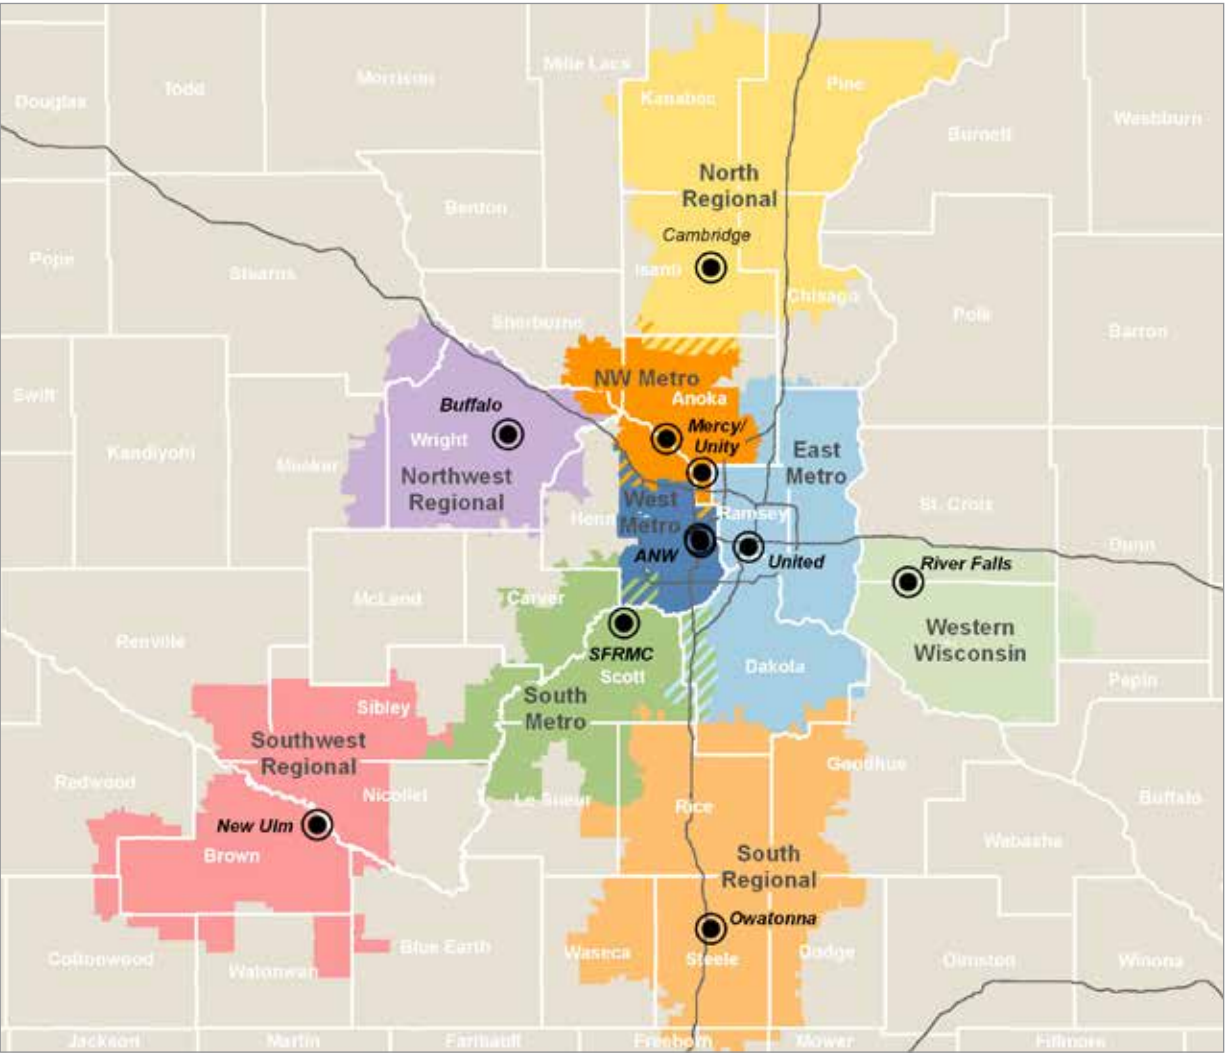 Mille Lacs
Morrison
Todd
Douglas
Pine
Kanabec
Washburn
Burnett
North
Regional
Benton
Cambridge
Pope
Stearns
Isanti
Chisago
Polk
Barron
Sherburne
NW Metro
Anoka
Swift
Buffalo
Mercy/
Unity
Wright
East
Metro
Kandiyohi
Meeker
Northwest
Regional
West
Metro
Ramsey
St. Croix
Henn
ANW
United
Dunn
River Falls
McLeod
Carver
Western
Wisconsin
Renville
SFRMC
Scott
Dakota
Pepin
South
Metro
Sibley
Southwest
Regional
Redwood
Nicollet
Le Sueur
Goodhue
Rice
Buffalo
New Ulm
Brown
Wabasha
South
Regional
Owatonna
Blue Earth
Waseca
Steele
Dodge
Cottonwood
Watonwan
Olmsted
Winona
Jackson
Martin
Faribault
Freeborn
Mower
Fillmore